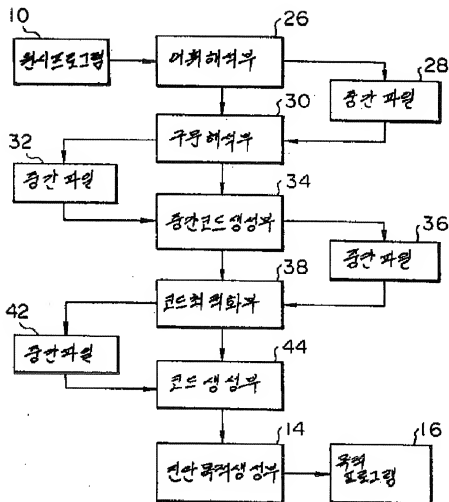 10
원시프로그램
26
어휘해석부
28
중간 파일
30
구문해석부
32
중간 파일
34
중간코드 생성부
36
중간 파일
38
코드최적화부
42
중간파일
44
코드 생성부
14
목적생성부
16
목적
프로그램